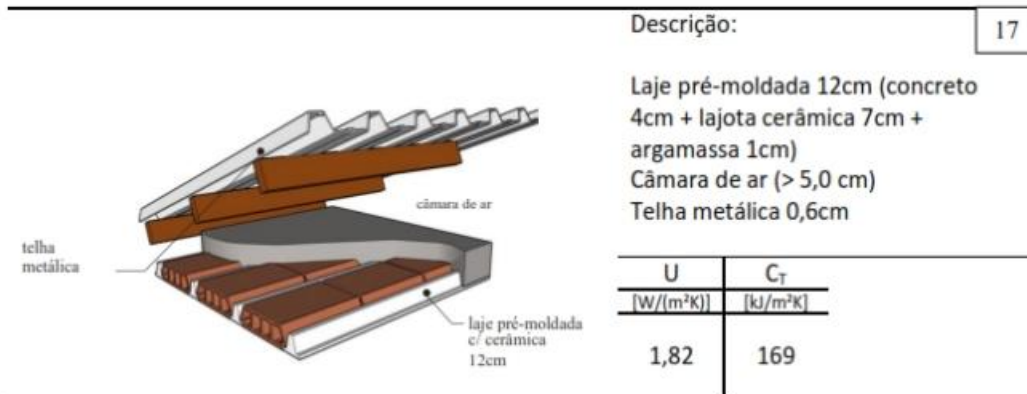 Descrição:
17
Laje pré-moldada 12cm (concreto
4cm + lajota cerâmica 7cm +
argamassa 1cm)
Câmara de ar (> 5,0 cm)
Telha metálica 0,6cm
câmara de ar
telha
metálica
laje pré-moldada
c/ cerâmica
12cm
U C_T
[W/(m²K)] [kJ/m²K]
1,82 169